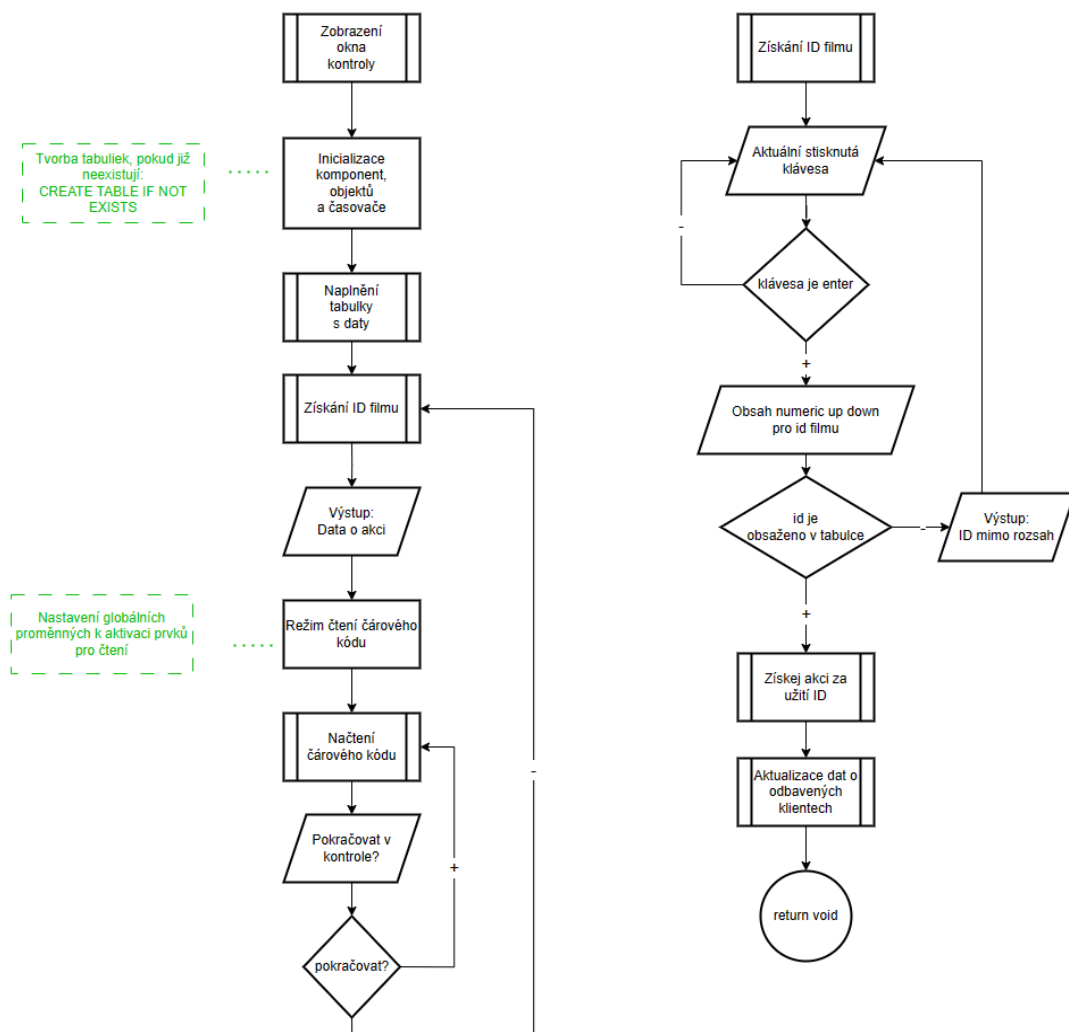 Zobrazení
okna
kontroly
Tvorba tabuliek, pokud již
neexistují:
CREATE TABLE IF NOT
EXISTS
Inicializace
komponent,
objektů
a časovače
Naplnění
tabulky
s daty
Získání ID filmu
Výstup:
Data o akci
Nastavení globálních
proměnných k aktivaci prvků
pro čtení
Režim čtení čárového
kódu
Načtení
čárového kódu
Pokračovat v
kontrole?
+
pokračovat?
-
Získání ID filmu
Aktuální stisknutá
klávesa
-
klávesa je enter
+
Obsah numeric up down
pro id filmu
id je
obsaženo v tabulce
-
Výstup:
ID mimo rozsah
+
Získej akci za
užití ID
Aktualizace dat o
odbavených
klientech
return void